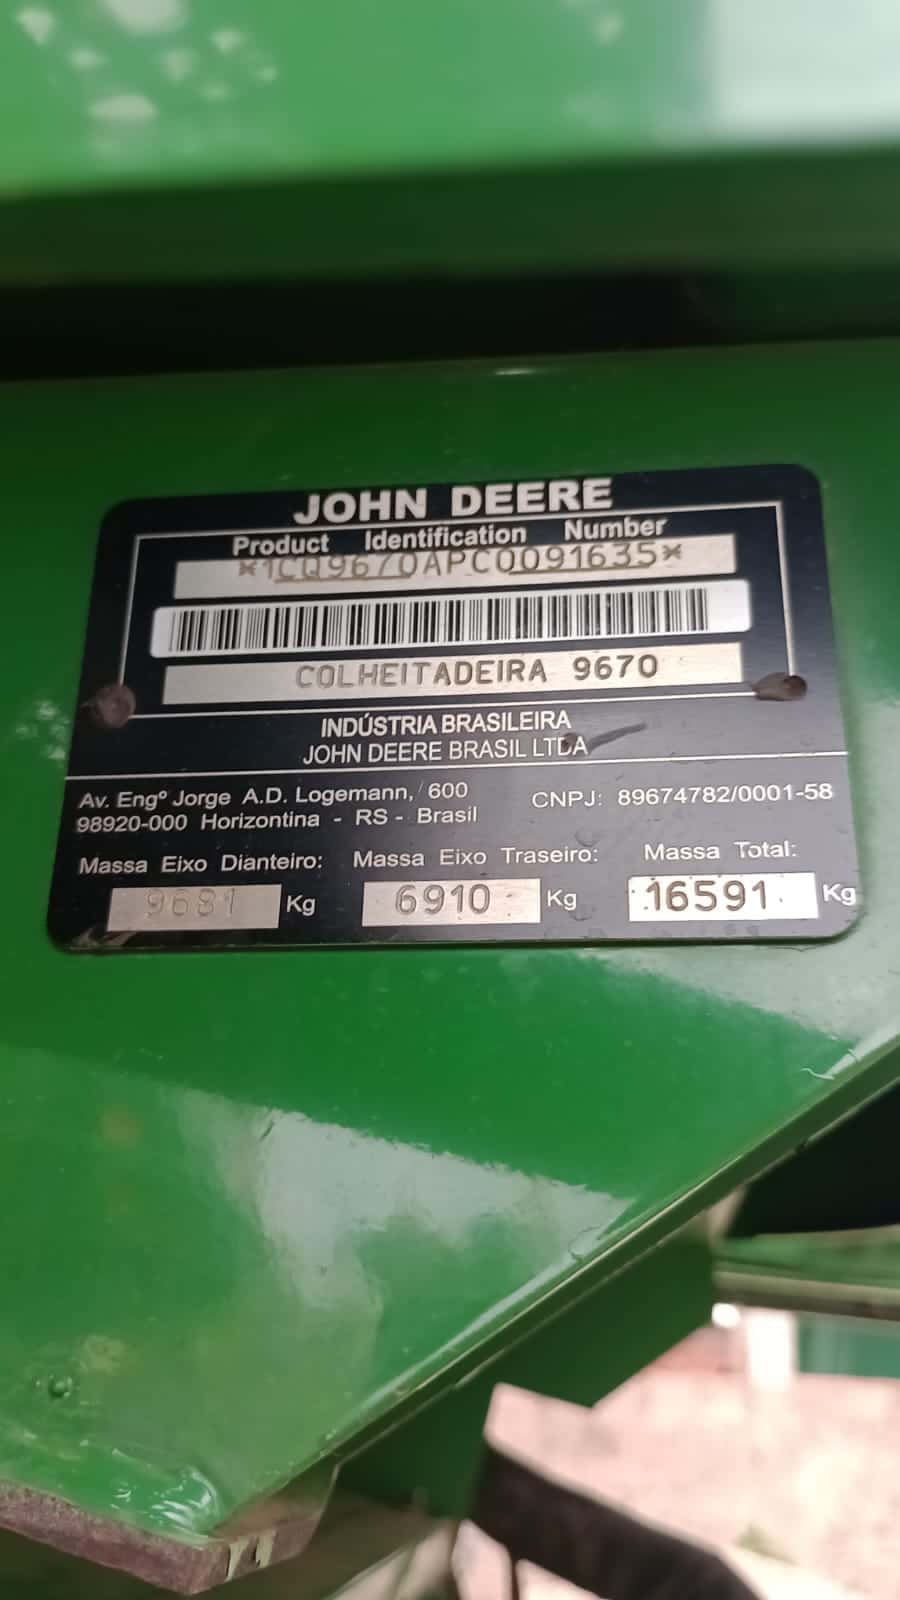 JOHN DEERE
Product Identification Number
*1CQ9670APC0091635*
COLHEITADEIRA 9670
INDÚSTRIA BRASILEIRA
JOHN DEERE BRASIL LTDA
Av. Engº Jorge A.D. Logemann, 600
98920-000 Horizontina - RS - Brasil
CNPJ: 89674782/0001-58
Massa Eixo Dianteiro: Massa Eixo Traseiro: Massa Total:
9681 Kg 6910 Kg 16591 Kg